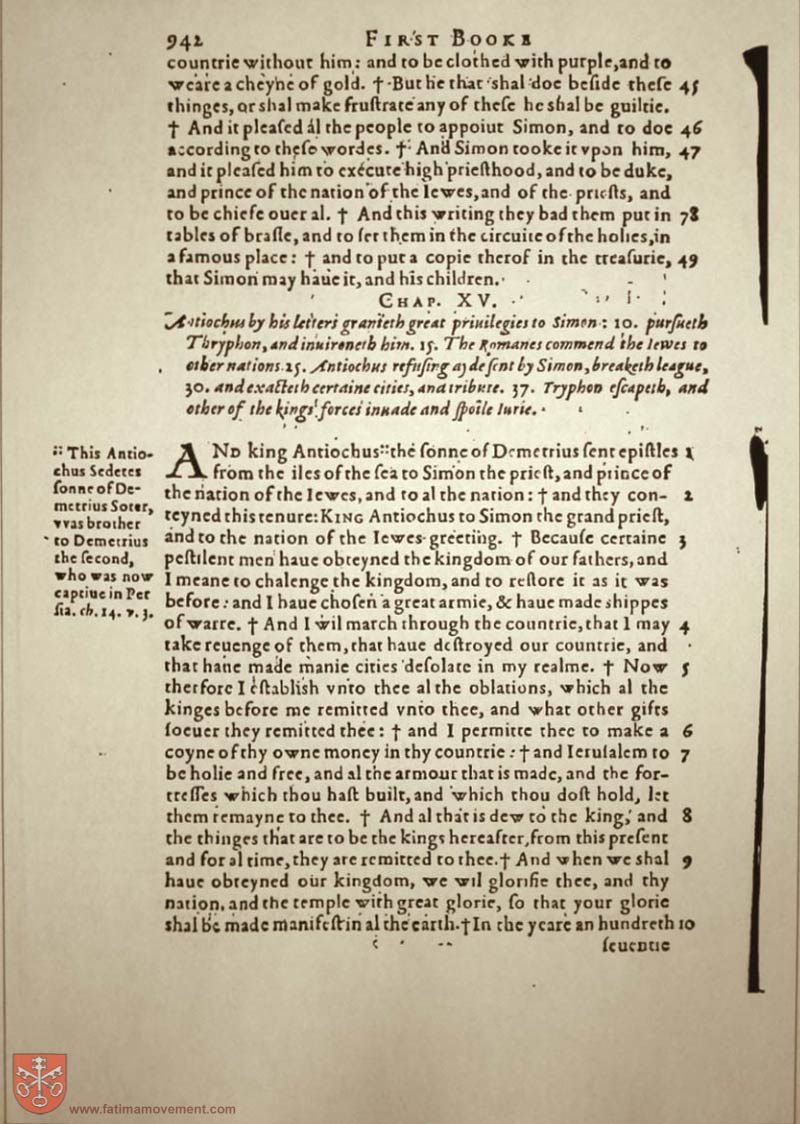 942 FIRST BOOKE
countrie without him: and to be clothed with purple, and to
weare a cheyne of gold. † But he that shal doe beſide theſe 45
thinges, or shal make fruſtrate any of theſe he shal be guiltie.
† And it pleaſed al the people to appoiut Simon, and to doe 46
according to theſe wordes. † And Simon tooke it vpon him, 47
and it pleaſed him to execute high prieſthood, and to be duke,
and prince of the nation of the Iewes, and of the prieſts, and
to be chiefe ouer al. † And this writing they bad them put in 78
tables of braſſe, and to ſet them in the circuite of the holies, in
a famous place: † and to put a copie therof in the treaſurie, 49
that Simon may haue it, and his children.
CHAP. XV.
Antiochus by his letters granteth great priuilegies to Simon: 10. purſueth
Thryphon, and inuironeth him. 15. The Romanes commend the Iewes to
other nations. 25. Antiochus refuſing ayde ſent by Simon, breaketh league,
30. and exacteth certaine cities, and tribute. 37. Tryphon eſcapeth, and
other of the kings forces inuade and ſpoile Iurie.
AND king Antiochus :: the ſonne of Demetrius ſent epiſtles 1
from the iles of the ſea to Simon the prieſt, and prince of
the nation of the Iewes, and to al the nation: † and they con- 2
teyned this tenure: KING Antiochus to Simon the grand prieſt,
and to the nation of the Iewes greeting. † Becauſe certaine 3
peſtilent men haue obteyned the kingdom of our fathers, and
I meane to chalenge the kingdom, and to reſtore it as it was
before: and I haue choſen a great armie, & haue made shippes
of warre. † And I wil march through the countrie, that I may 4
take reuenge of them, that haue deſtroyed our countrie, and
that hane made manie cities deſolate in my realme. † Now 5
therfore I eſtablish vnto thee al the oblations, which al the
kinges before me remitted vnto thee, and what other gifts
ſoeuer they remitted thee: † and I permitte thee to make a 6
coyne of thy owne money in thy countrie: † and Ieruſalem to 7
be holie and free, and al the armour that is made, and the for-
treſſes which thou haſt built, and which thou doſt hold, let
them remayne to thee. † And al that is dew to the king, and 8
the thinges that are to be the kings hereafter, from this preſent
and for al time, they are remitted to thee. † And when we shal 9
haue obteyned our kingdom, we wil glorifie thee, and thy
nation, and the temple with great glorie, ſo that your glorie
shal be made manifeſt in al the earth. † In the yeare an hundreth 10
ſeuentie
:: This Antio-
chus Sedetes
ſonne of De-
metrius Soter,
vvas brother
to Demetrius
the ſecond,
who was now
captiue in Per
ſia. ch. 14. v. 3.
www.fatimamovement.com